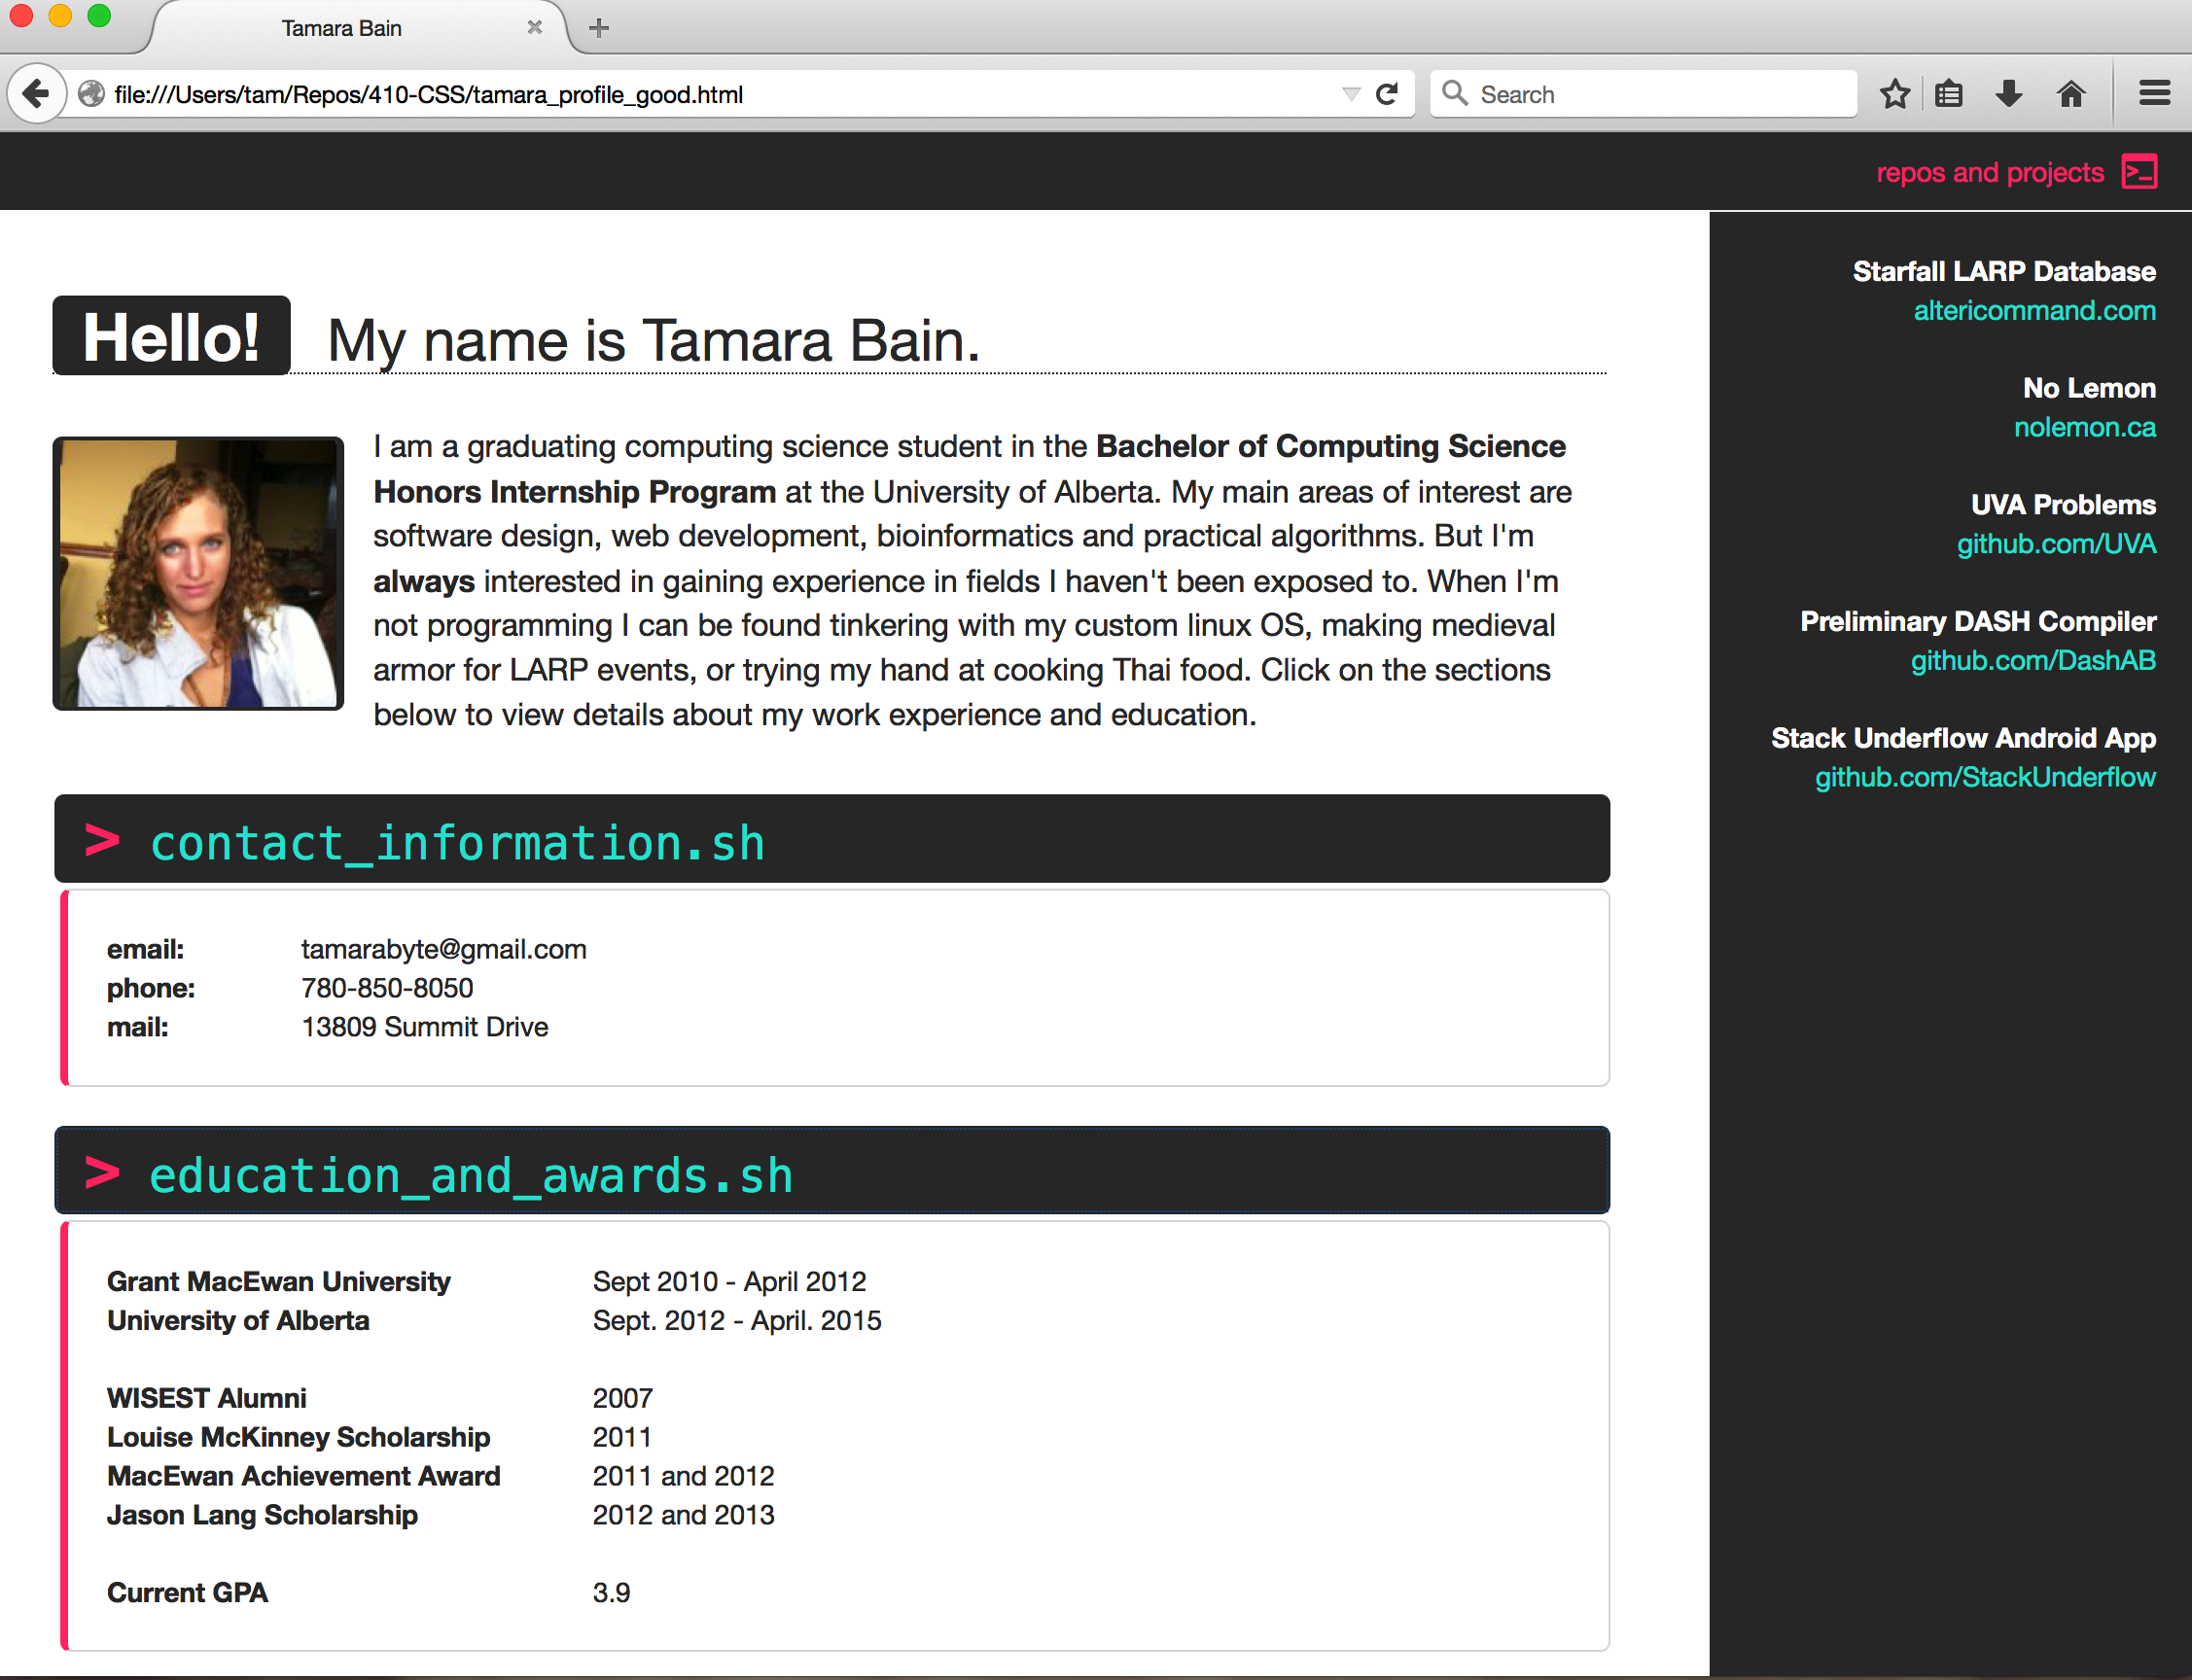 Tamara Bain
file:///Users/tam/Repos/410-CSS/tamara_profile_good.html
Search
repos and projects >_
Hello! My name is Tamara Bain.
I am a graduating computing science student in the Bachelor of Computing Science
Honors Internship Program at the University of Alberta. My main areas of interest are
software design, web development, bioinformatics and practical algorithms. But I'm
always interested in gaining experience in fields I haven't been exposed to. When I'm
not programming I can be found tinkering with my custom linux OS, making medieval
armor for LARP events, or trying my hand at cooking Thai food. Click on the sections
below to view details about my work experience and education.
> contact_information.sh
email: tamarabyte@gmail.com
phone: 780-850-8050
mail: 13809 Summit Drive
> education_and_awards.sh
Grant MacEwan University Sept 2010 - April 2012
University of Alberta Sept. 2012 - April. 2015
WISEST Alumni 2007
Louise McKinney Scholarship 2011
MacEwan Achievement Award 2011 and 2012
Jason Lang Scholarship 2012 and 2013
Current GPA 3.9
Starfall LARP Database
altericommand.com
No Lemon
nolemon.ca
UVA Problems
github.com/UVA
Preliminary DASH Compiler
github.com/DashAB
Stack Underflow Android App
github.com/StackUnderflow